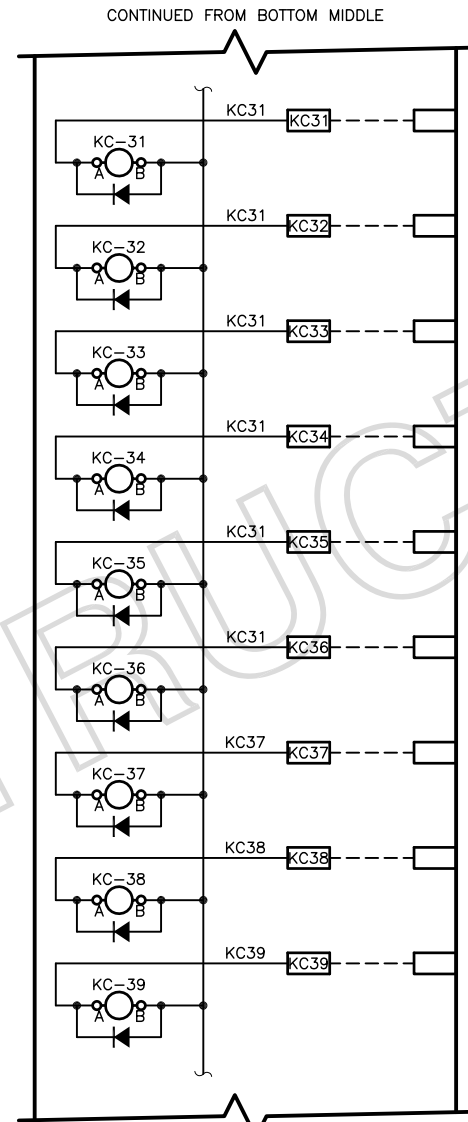 CONTINUED FROM BOTTOM MIDDLE
KC31 KC31
KC-31
A B
KC31 KC32
KC-32
A B
KC31 KC33
KC-33
A B
KC31 KC34
KC-34
A B
KC31 KC35
KC-35
A B
KC31 KC36
KC-36
A B
KC37 KC37
KC-37
A B
KC38 KC38
KC-38
A B
KC39 KC39
KC-39
A B
TRUCT